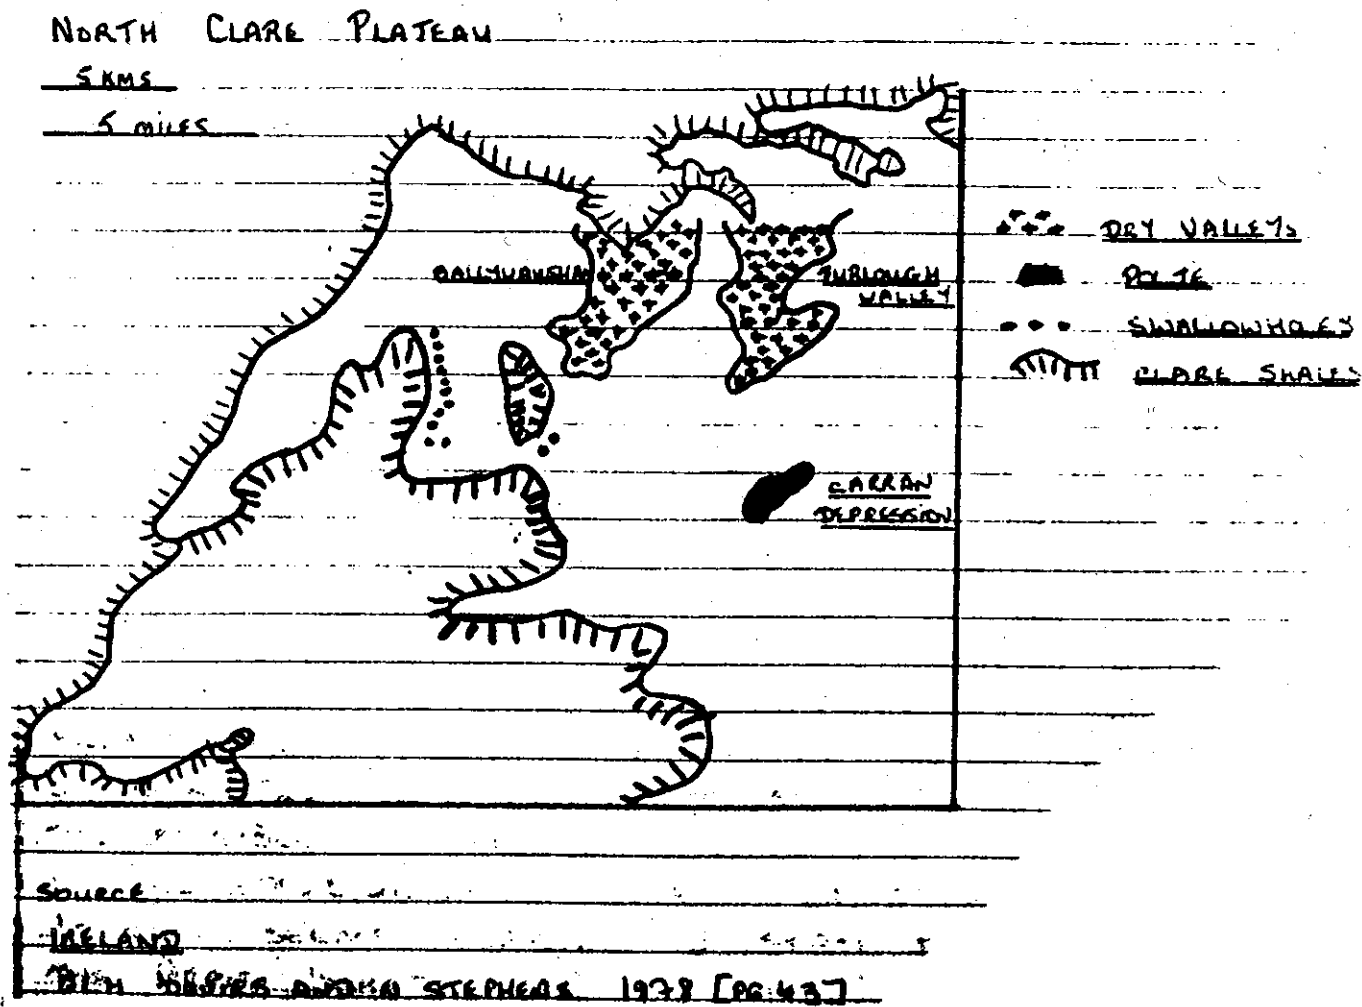 NORTH CLARE PLATEAU
5 KMS
5 MILES
DRY VALLEYS
BALLYVAUGHAN
TURLOUGH
VALLEY
POLJE
SWALLOWHOLES
CLARE SHALES
CARRAN
DEPRESSION
SOURCE
IRELAND
STEPHENS 1978 [PG 43]